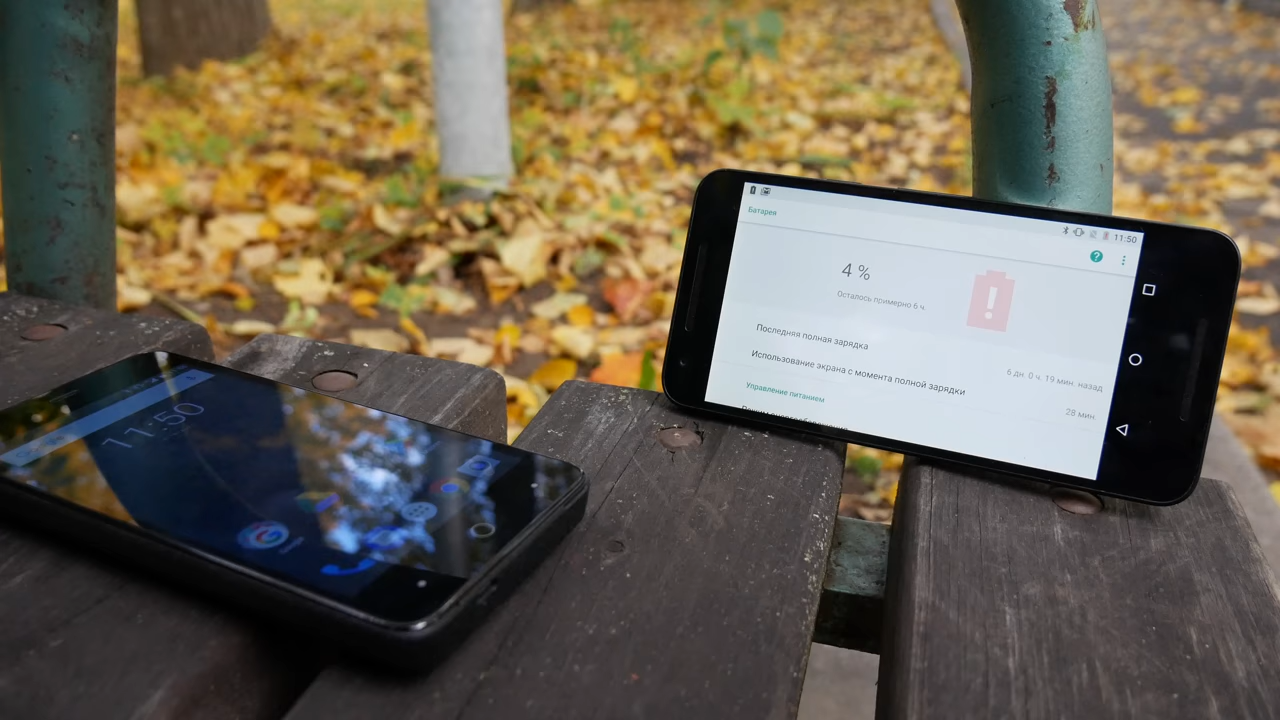 11:50
Батарея
4 %
Осталось примерно 6 ч.
Последняя полная зарядка
6 дн. 0 ч. 19 мин. назад
Использование экрана с момента полной зарядки
28 мин.
Управление питанием
11:50
Google